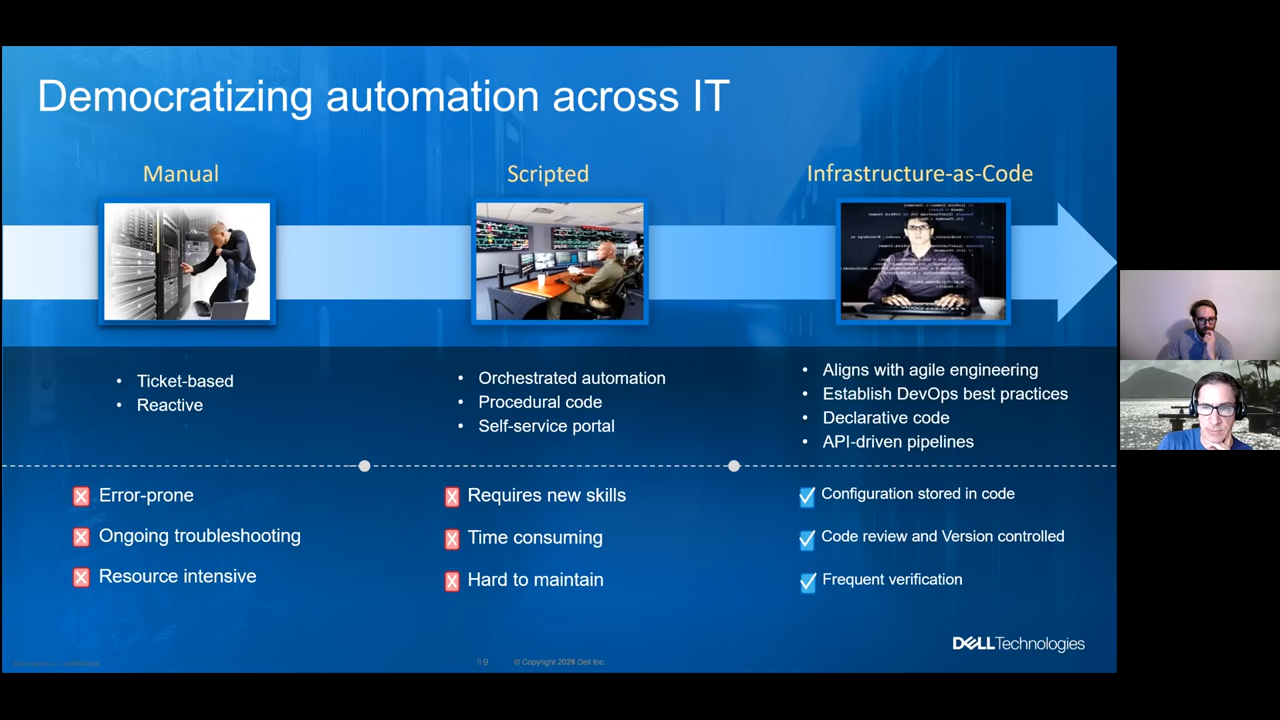 Democratizing automation across IT
Manual
Scripted
Infrastructure-as-Code
• Ticket-based
• Reactive
• Orchestrated automation
• Procedural code
• Self-service portal
• Aligns with agile engineering
• Establish DevOps best practices
• Declarative code
• API-driven pipelines
Error-prone
Ongoing troubleshooting
Resource intensive
Requires new skills
Time consuming
Hard to maintain
Configuration stored in code
Code review and Version controlled
Frequent verification
DELL Technologies
9
© Copyright Dell Inc.